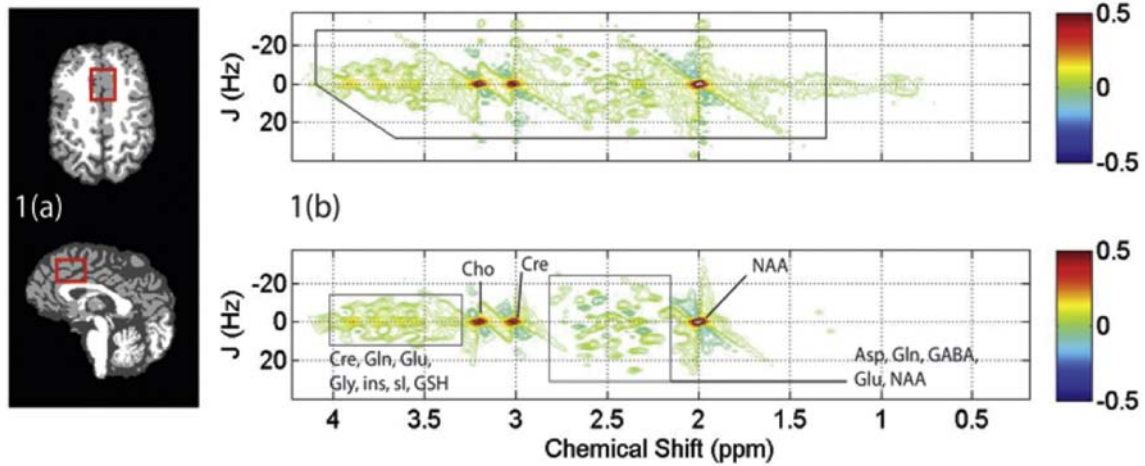 1(a)
1(b)
J (Hz)
-20
0
20
0.5
0
-0.5
J (Hz)
-20
0
20
Cho
Cre
NAA
Cre, Gln, Glu,
Gly, ins, sI, GSH
Asp, Gln, GABA,
Glu, NAA
0.5
0
-0.5
4
3.5
3
2.5
2
1.5
1
0.5
Chemical Shift (ppm)